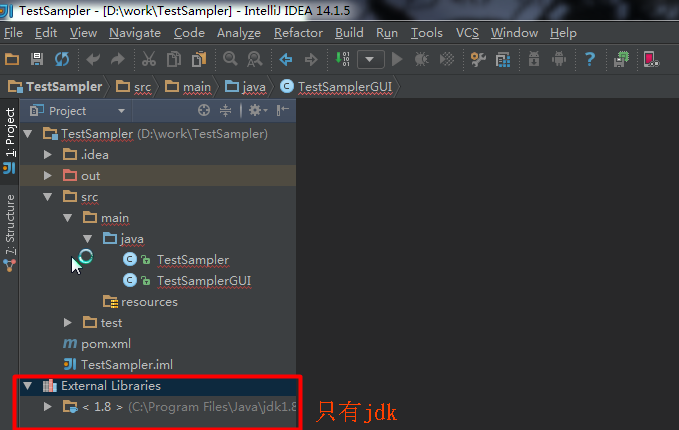 TestSampler - [D:\work\TestSampler] - IntelliJ IDEA 14.1.5
File Edit View Navigate Code Analyze Refactor Build Run Tools VCS Window Help
TestSampler src main java TestSamplerGUI
1: Project
7: Structure
Project
TestSampler (D:\work\TestSampler)
.idea
out
src
main
java
TestSampler
TestSamplerGUI
resources
test
pom.xml
TestSampler.iml
External Libraries
< 1.8 > (C:\Program Files\Java\jdk1.8
只有jdk